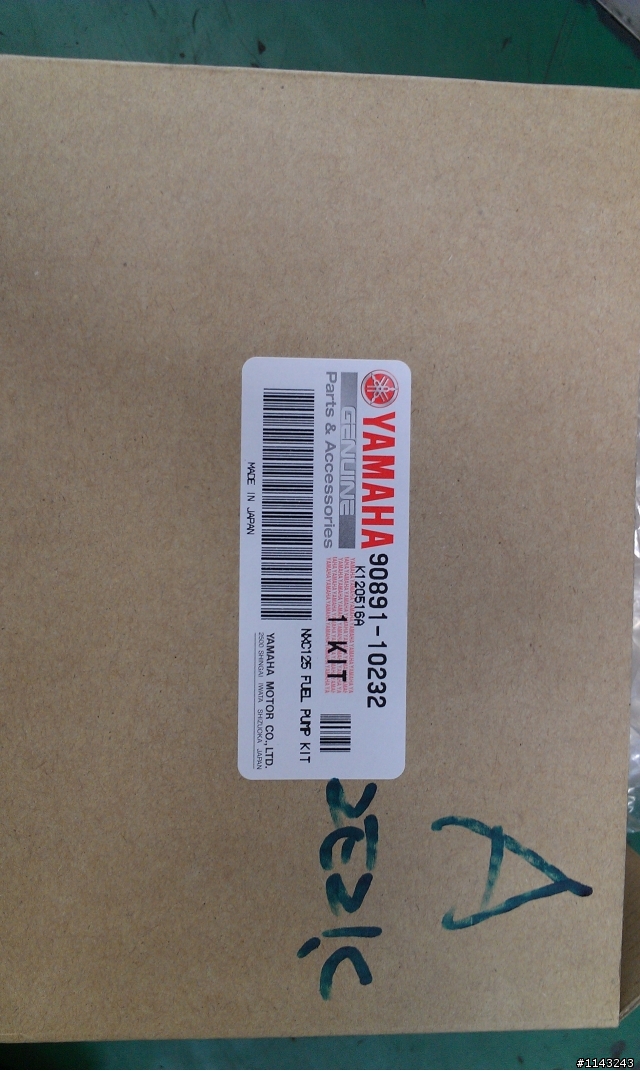 YAMAHA
GENUINE
Parts & Accessories
90891-10232
K120516A
1 KIT
NXC125 FUEL PUMP KIT
MADE IN JAPAN
YAMAHA MOTOR CO., LTD.
2500 SHINGAI IWATA SHIZUOKA JAPAN
A
#1143243